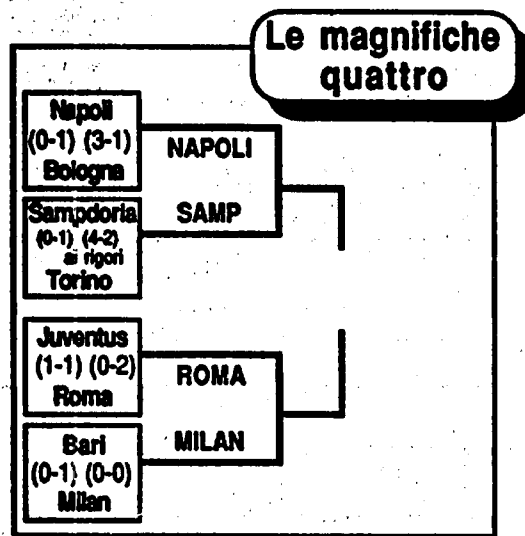 Le magnifiche
quattro
Napoli
(0-1) (3-1)
Bologna
NAPOLI
Sampdoria
(0-1) (4-2)
ai rigori
Torino
SAMP
Juventus
(1-1) (0-2)
Roma
ROMA
Bari
(0-1) (0-0)
Milan
MILAN